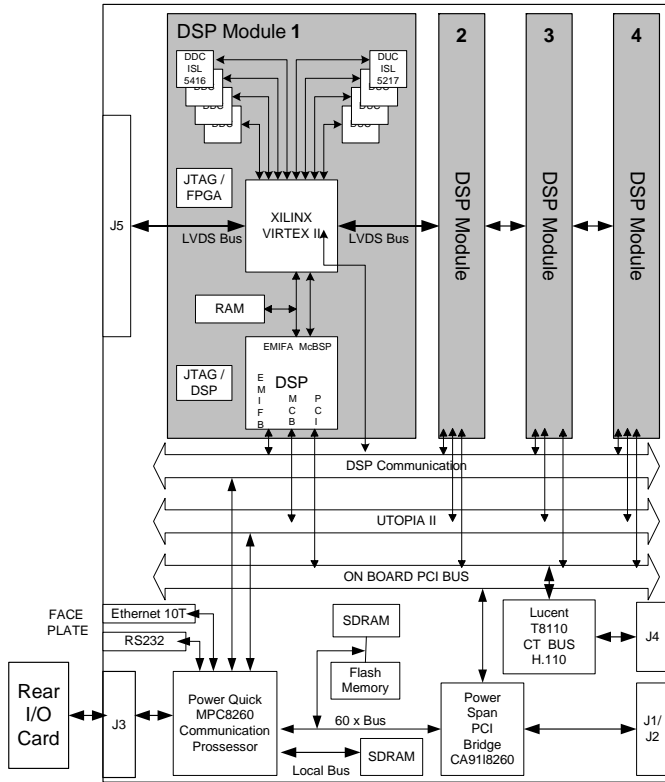 DSP Module 1
2
3
4
DDC
ISL
5416
DDC
DDC
DDC
DUC
ISL
5217
DUC
DUC
DUC
JTAG /
FPGA
XILINX
VIRTEX II
J5
LVDS Bus
LVDS Bus
DSP Module
DSP Module
DSP Module
RAM
EMIFA McBSP
JTAG /
DSP
DSP
EMIFB
MCB
PCI
DSP Communication
UTOPIA II
ON BOARD PCI BUS
FACE
PLATE
Ethernet 10T
RS232
SDRAM
Flash
Memory
Lucent
T8110
CT BUS
H.110
J4
Rear
I/O
Card
J3
Power Quick
MPC8260
Communication
Prossessor
60 x Bus
Local Bus
SDRAM
Power
Span
PCI
Bridge
CA91I8260
J1/
J2